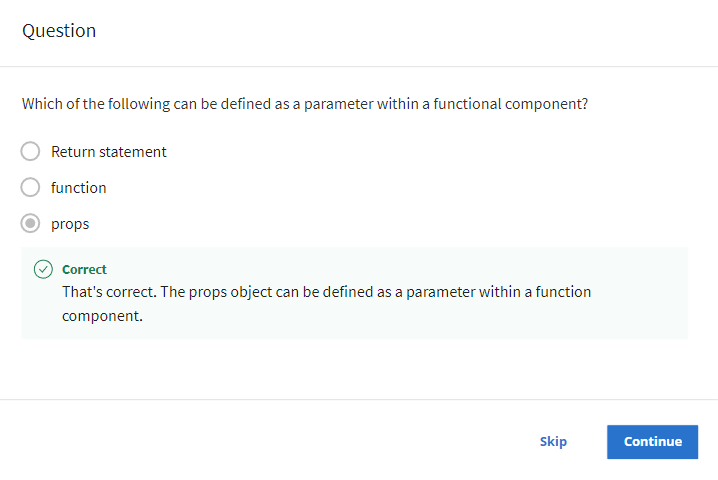 Question
Which of the following can be defined as a parameter within a functional component?
Return statement
function
props
Correct
That's correct. The props object can be defined as a parameter within a function
component.
Skip
Continue